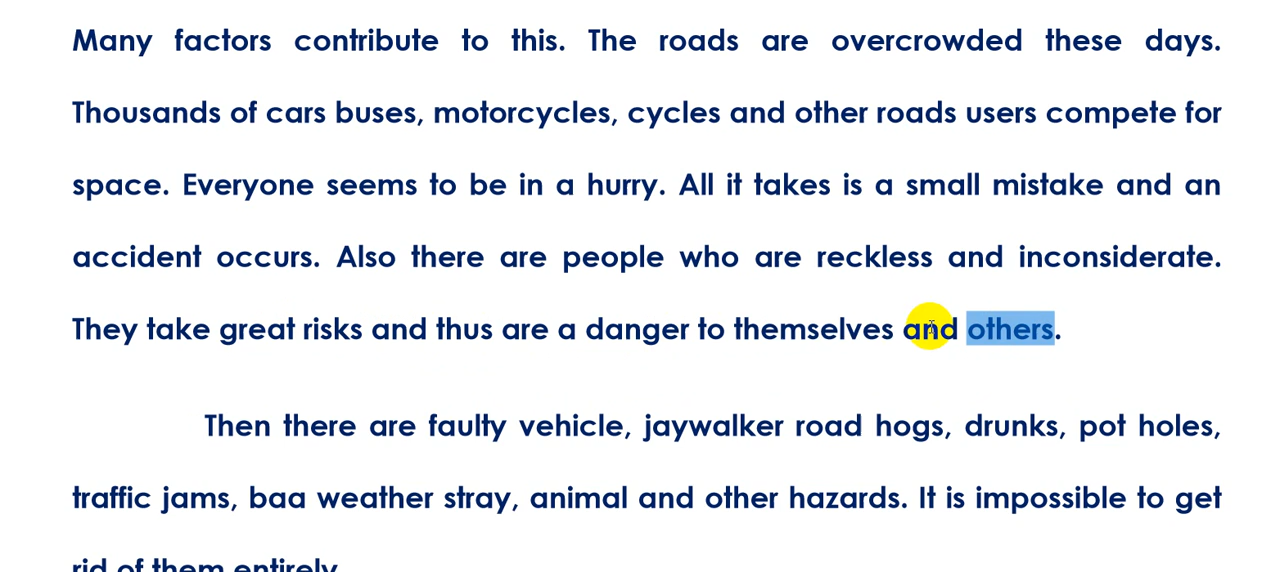 Many factors contribute to this. The roads are overcrowded these days.
Thousands of cars buses, motorcycles, cycles and other roads users compete for
space. Everyone seems to be in a hurry. All it takes is a small mistake and an
accident occurs. Also there are people who are reckless and inconsiderate.
They take great risks and thus are a danger to themselves and others.
Then there are faulty vehicle, jaywalker road hogs, drunks, pot holes,
traffic jams, baa weather stray, animal and other hazards. It is impossible to get
rid of them entirely.